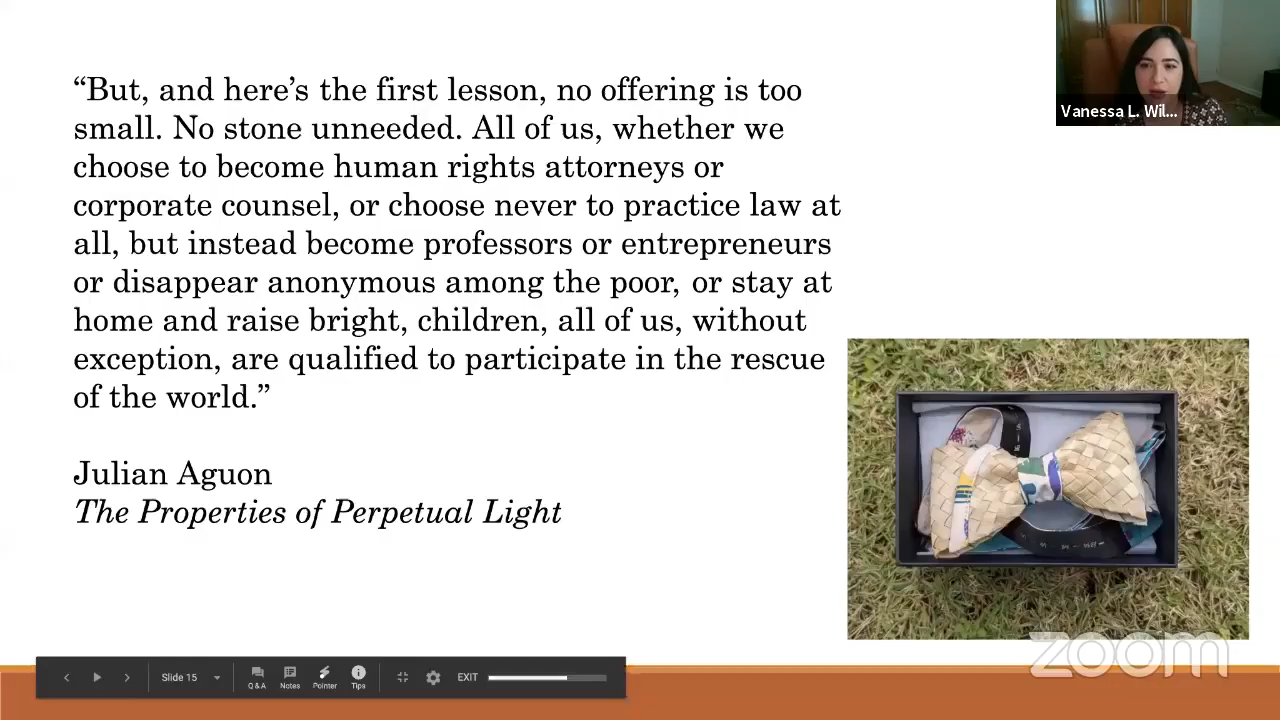 “But, and here’s the first lesson, no offering is too
small. No stone unneeded. All of us, whether we
choose to become human rights attorneys or
corporate counsel, or choose never to practice law at
all, but instead become professors or entrepreneurs
or disappear anonymous among the poor, or stay at
home and raise bright, children, all of us, without
exception, are qualified to participate in the rescue
of the world.”
Julian Aguon
The Properties of Perpetual Light
Vanessa L. Wil...
zoom
Slide 15
Q & A
Notes
Pointer
Tips
EXIT